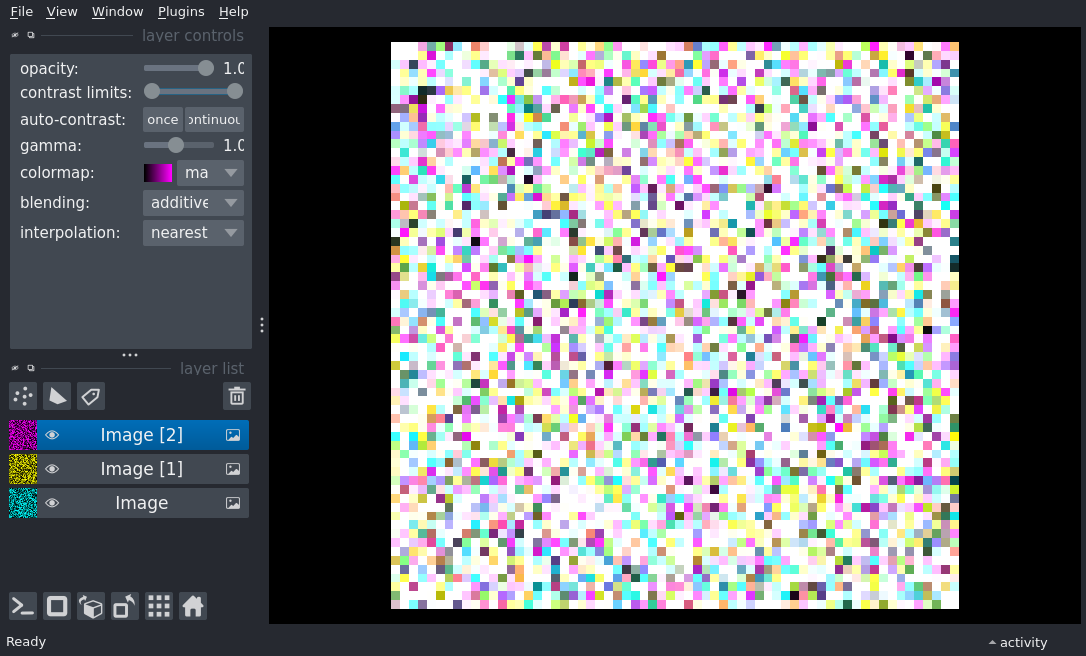 File View Window Plugins Help
layer controls
opacity: 1.0
contrast limits:
auto-contrast: once ontinuou
gamma: 1.0
colormap: ma
blending: additive
interpolation: nearest
layer list
Image [2]
Image [1]
Image
Ready
activity